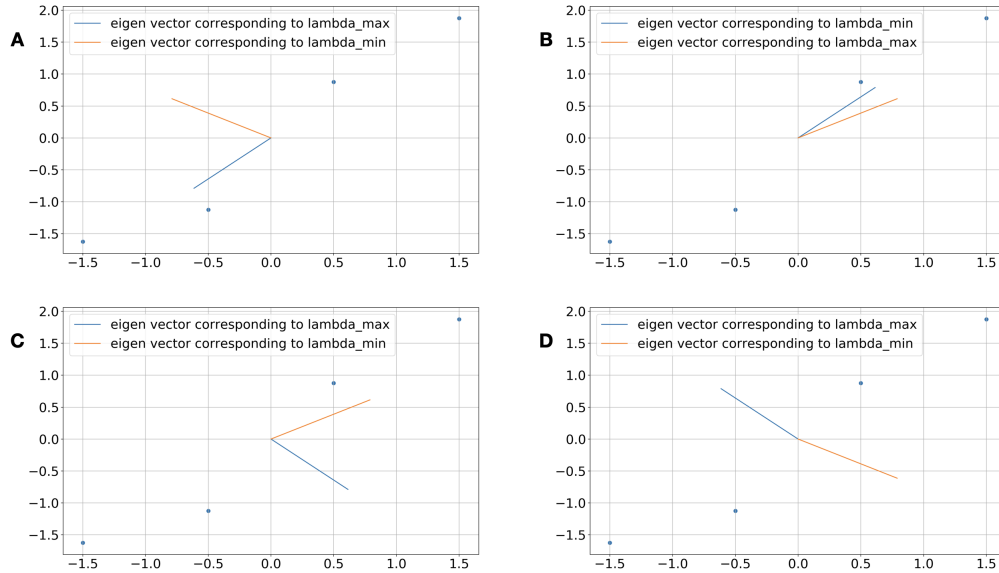 A
eigen vector corresponding to lambda_max
eigen vector corresponding to lambda_min
2.0
1.5
1.0
0.5
0.0
−0.5
−1.0
−1.5
−1.5 −1.0 −0.5 0.0 0.5 1.0 1.5
B
eigen vector corresponding to lambda_min
eigen vector corresponding to lambda_max
2.0
1.5
1.0
0.5
0.0
−0.5
−1.0
−1.5
−1.5 −1.0 −0.5 0.0 0.5 1.0 1.5
C
eigen vector corresponding to lambda_max
eigen vector corresponding to lambda_min
2.0
1.5
1.0
0.5
0.0
−0.5
−1.0
−1.5
−1.5 −1.0 −0.5 0.0 0.5 1.0 1.5
D
eigen vector corresponding to lambda_max
eigen vector corresponding to lambda_min
2.0
1.5
1.0
0.5
0.0
−0.5
−1.0
−1.5
−1.5 −1.0 −0.5 0.0 0.5 1.0 1.5